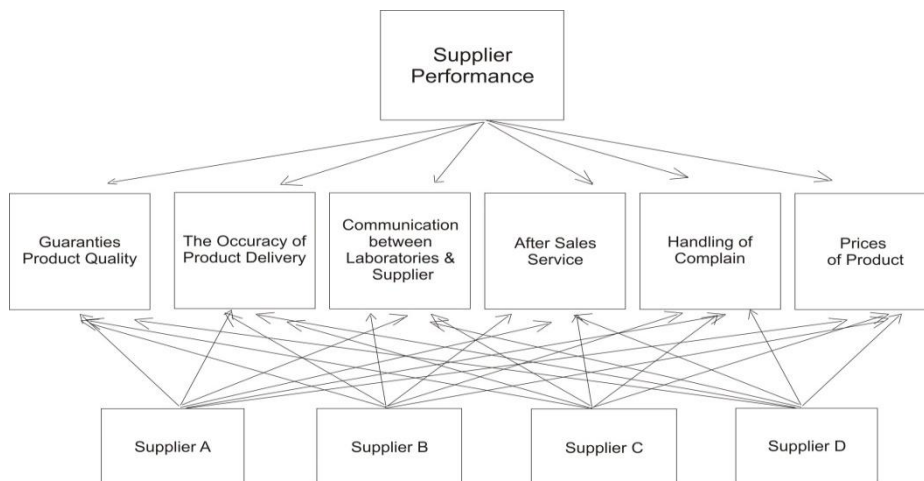 Supplier
Performance
Guaranties
Product Quality
The Occuracy of
Product Delivery
Communication
between
Laboratories &
Supplier
After Sales
Service
Handling of
Complain
Prices
of Product
Supplier A
Supplier B
Supplier C
Supplier D